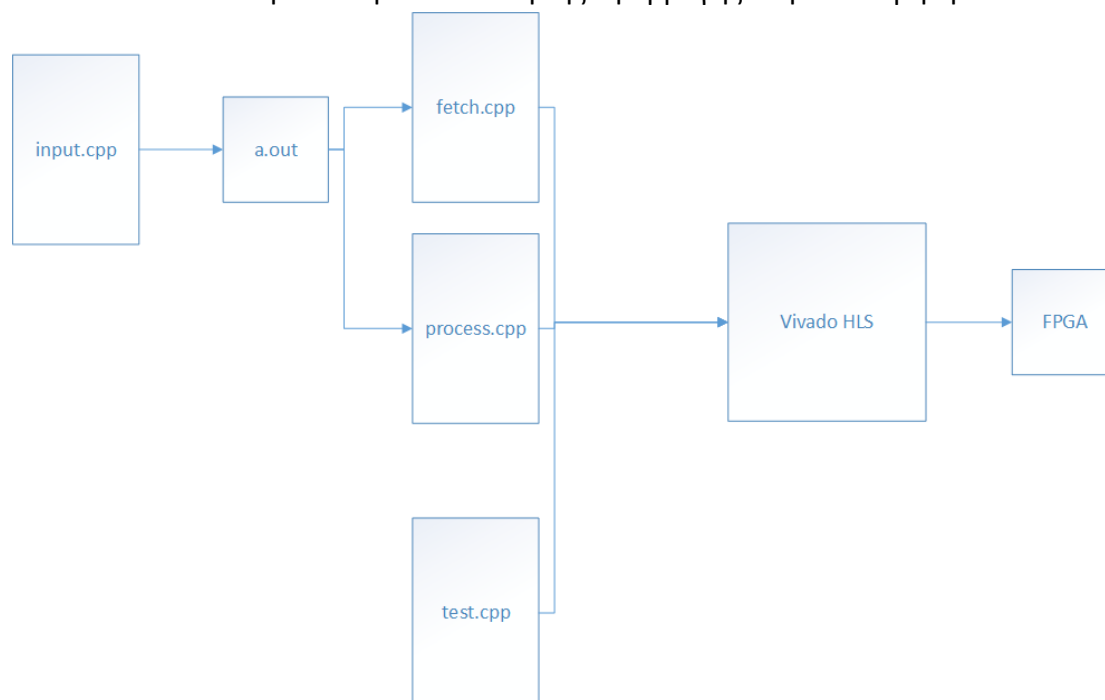 input.cpp
a.out
fetch.cpp
process.cpp
test.cpp
Vivado HLS
FPGA